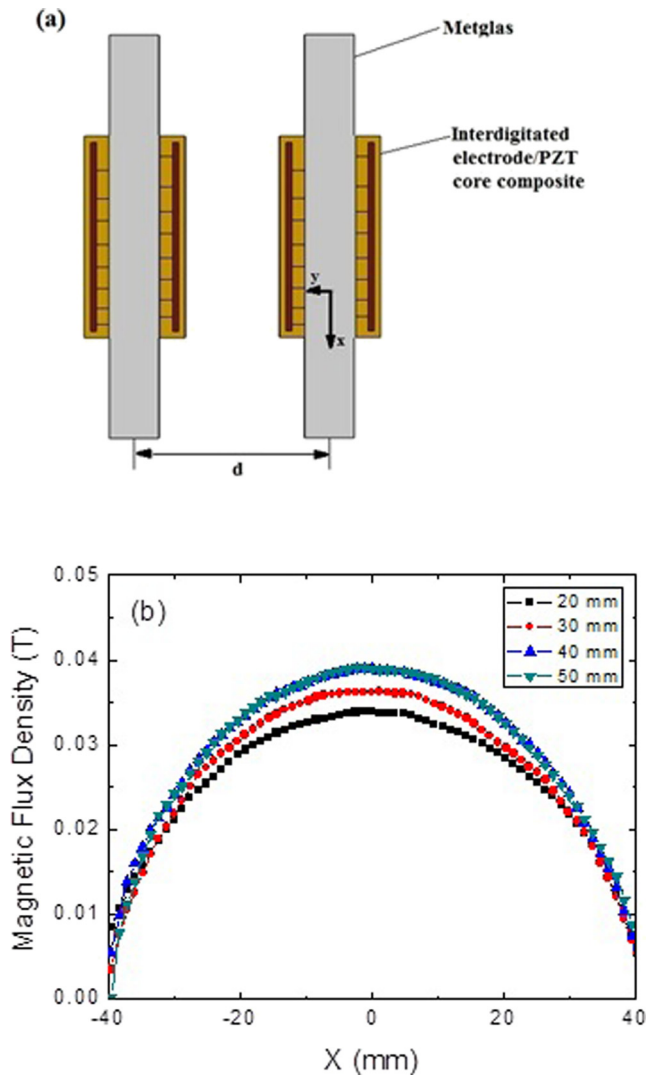 (a)
Metglas
Interdigitated
electrode/PZT
core composite
y
x
d
(b)
20 mm
30 mm
40 mm
50 mm
Magnetic Flux Density (T)
0.05
0.04
0.03
0.02
0.01
0.00
-40 -20 0 20 40
X (mm)